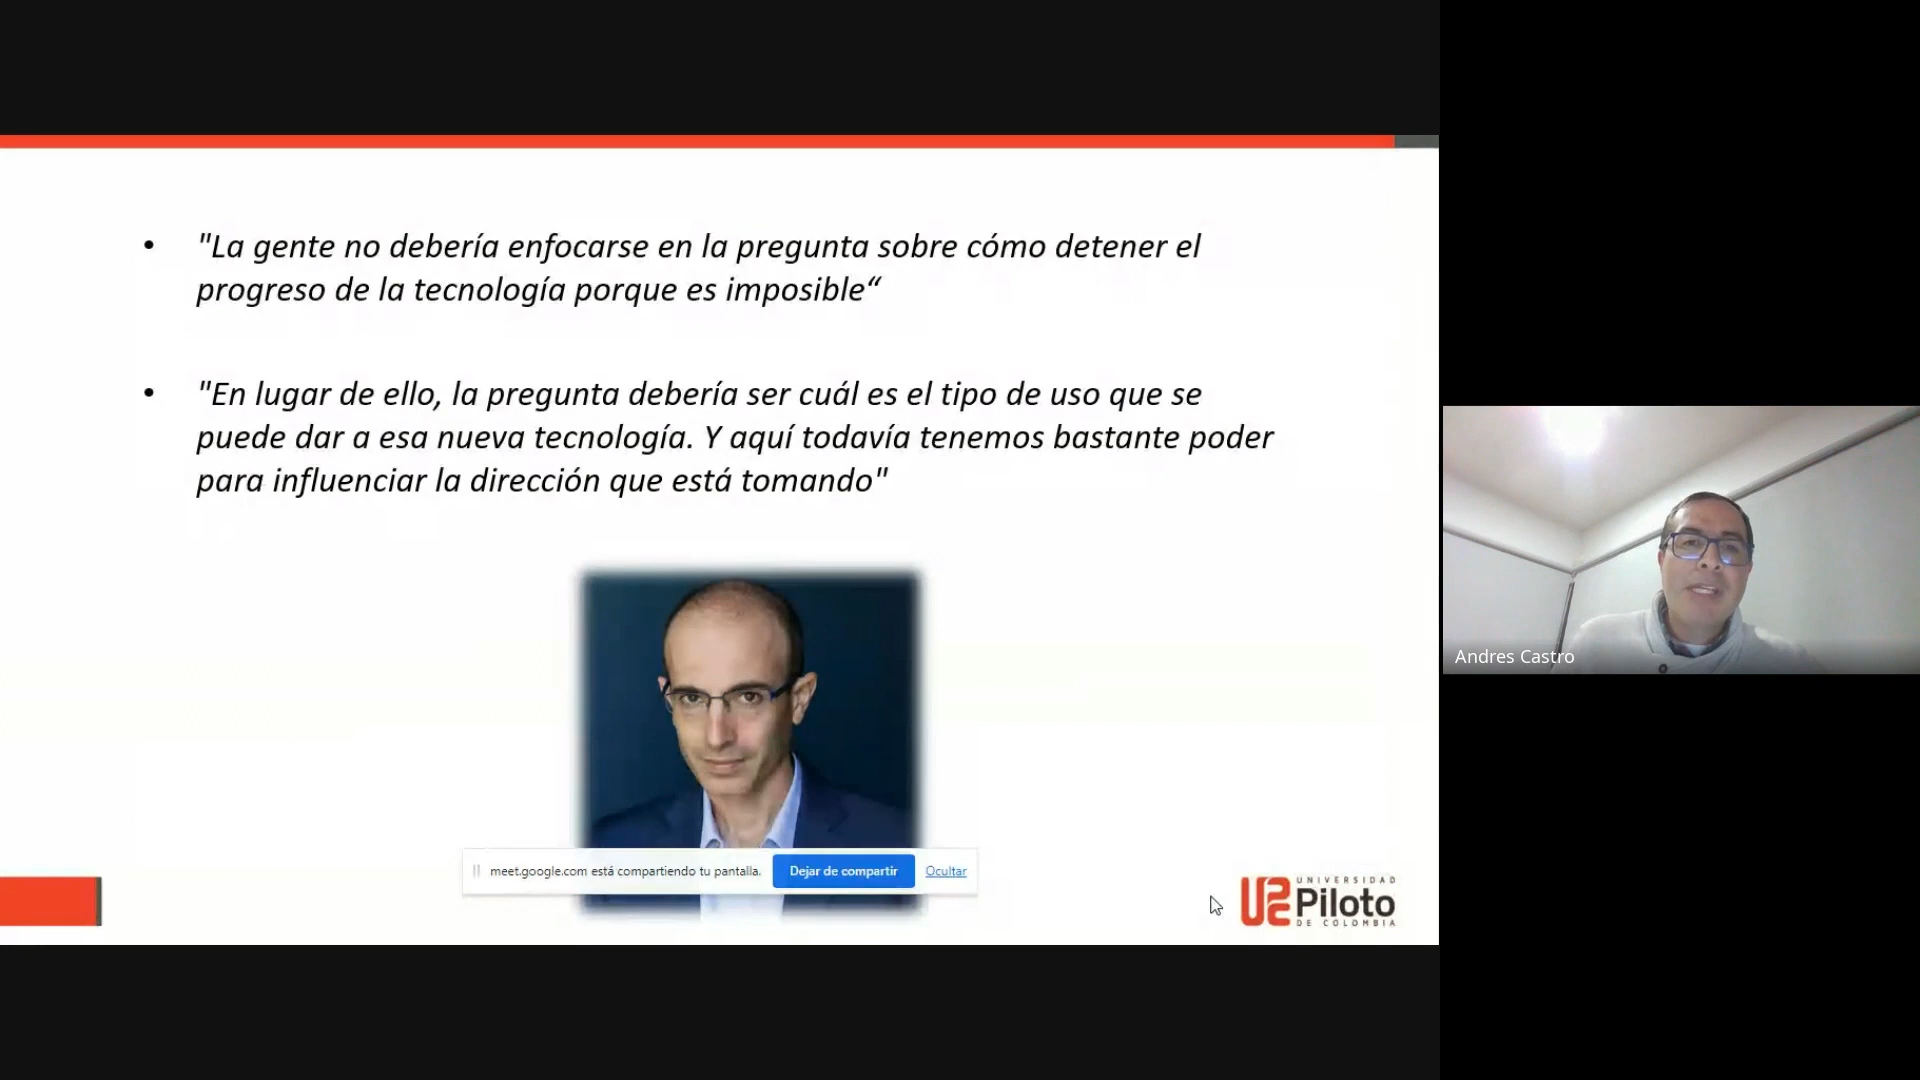 • "La gente no debería enfocarse en la pregunta sobre cómo detener el
progreso de la tecnología porque es imposible“
• "En lugar de ello, la pregunta debería ser cuál es el tipo de uso que se
puede dar a esa nueva tecnología. Y aquí todavía tenemos bastante poder
para influenciar la dirección que está tomando"
meet.google.com está compartiendo tu pantalla. Dejar de compartir Ocultar
UNIVERSIDAD
Piloto
DE COLOMBIA
Andres Castro